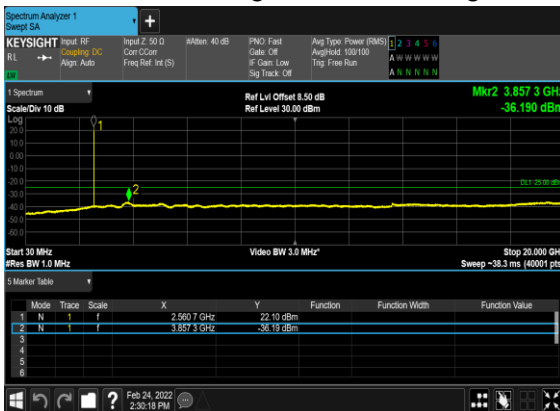 Spectrum Analyzer 1
Swept SA
+
KEYSIGHT
RL
LV
Input: RF
Coupling: DC
Align: Auto
Input Z: 50 Ω
Corr CCorr
Freq Ref: Int (S)
#Atten: 40 dB
PNO: Fast
Gate: Off
IF Gain: Low
Sig Track: Off
Avg Type: Power (RMS)
Avg|Hold: 100/100
Trig: Free Run
1 2 3 4 5 6
A W W W W W
A N N N N N
1 Spectrum
Scale/Div 10 dB
Ref Lvl Offset 8.50 dB
Ref Level 30.00 dBm
Mkr2 3.857 3 GHz
-36.190 dBm
Log
20.0
10.0
0.00
-10.0
-20.0
-30.0
-40.0
-50.0
-60.0
1
2
DL1 -25.00 dBm
Start 30 MHz
#Res BW 1.0 MHz
Video BW 3.0 MHz*
Stop 20.000 GH
Sweep ~38.3 ms (40001 pts
5 Marker Table
Mode Trace Scale X Y Function Function Width Function Value
1 N 1 f 2.560 7 GHz 22.10 dBm
2 N 1 f 3.857 3 GHz -36.19 dBm
3
4
5
6
?
Feb 24, 2022
2:30:18 PM